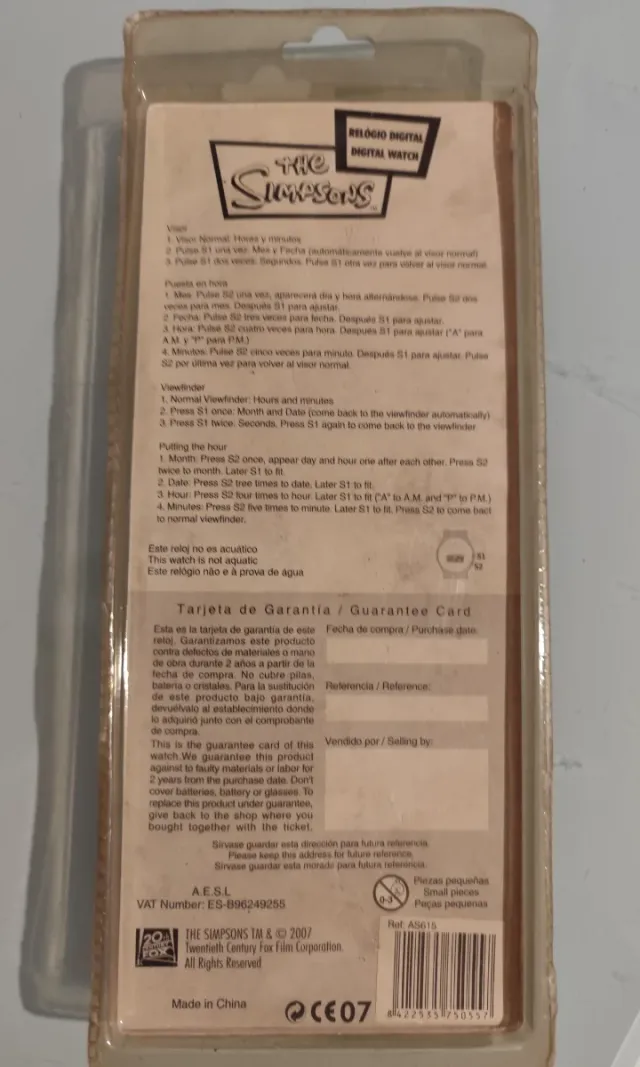 RELÓGIO DIGITAL
DIGITAL WATCH
THE
SIMPSONS
TM
Visor
1. Visor Normal: Horas y minutos
2. Pulse S1 una vez: Mes y Fecha (automáticamente vuelve al visor normal)
3. Pulse S1 dos veces: Segundos. Pulse S1 otra vez para volver al visor normal
Puesta en hora
1. Mes: Pulse S2 una vez, aparecerá dia y hora alternándose. Pulse S2 dos
veces para mes. Después S1 para ajustar.
2. Fecha: Pulse S2 tres veces para fecha. Después S1 para ajustar.
3. Hora: Pulse S2 cuatro veces para hora. Después S1 para ajustar ("A" para
A.M. y "P" para P.M.)
4. Minutos: Pulse S2 cinco veces para minuto. Después S1 para ajustar. Pulse
S2 por última vez para volver al visor normal.
Viewfinder
1. Normal Viewfinder: Hours and minutes
2. Press S1 once: Month and Date (come back to the viewfinder automatically)
3. Press S1 twice: Seconds. Press S1 again to come back to the viewfinder
Putting the hour
1. Month: Press S2 once, appear day and hour one after each other. Press S2
twice to month. Later S1 to fit.
2. Date: Press S2 tree times to date. Later S1 to fit.
3. Hour: Press S2 four times to hour. Later S1 to fit ("A" to A.M. and "P" to P.M.)
4. Minutes: Press S2 five times to minute. Later S1 to fit. Press S2 to come bact
to normal viewfinder.
Este reloj no es acuático
This watch is not aquatic
Este relógio não e à prova de água
S1
S2
Tarjeta de Garantía / Guarantee Card
Esta es la tarjeta de garantía de este
reloj. Garantizamos este producto
contra defectos de materiales o mano
de obra durante 2 años a partir de la
fecha de compra. No cubre pilas,
batería o cristales. Para la sustitución
de este producto bajo garantía,
devuélvalo al establecimiento donde
lo adquirió junto con el comprobante
de compra.
This is the guarantee card of this
watch.We guarantee this product
against to faulty materials or labor for
2 years from the purchase date. Don't
cover batteries, battery or glasses. To
replace this product under guarantee,
give back to the shop where you
bought together with the ticket.
Fecha de compra / Purchase date:
Referencia / Reference:
Vendido por / Selling by:
Sírvase guardar esta dirección para futura referencia.
Please keep this address for future reference.
Sirvase guardar esta morade para futura referencia.
A.E.S.L
VAT Number: ES-B96249255
0-3
Piezas pequeñas
Small pieces
Peças pequenas
20th
CENTURY
FOX
THE SIMPSONS TM & © 2007
Twentieth Century Fox Film Corporation.
All Rights Reserved
Ref: AS615
8 422535 750557
Made in China
CE07